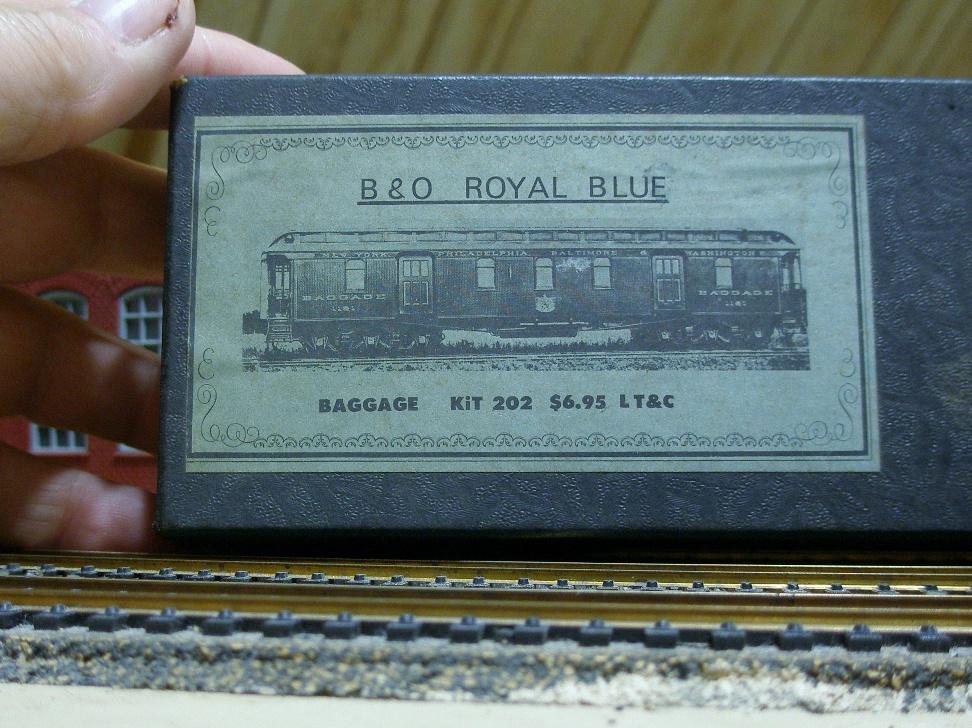 B&O ROYAL BLUE
NEW YORK, PHILADELPHIA, BALTIMORE & WASHINGTON
BAGGAGE BAGGAGE
BAGGAGE KiT 202 $6.95 LT&C